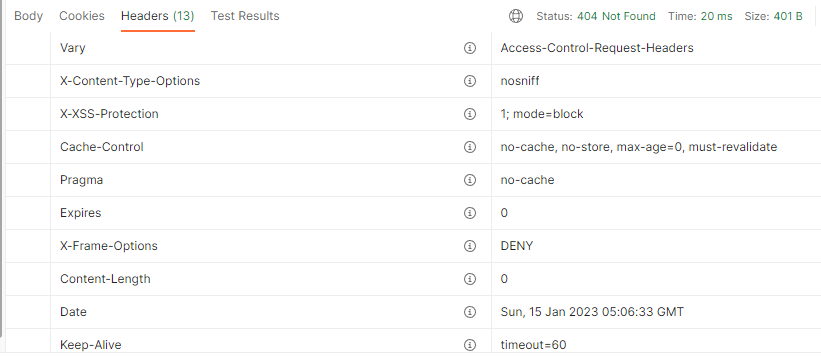 Body Cookies Headers (13) Test Results Status: 404 Not Found Time: 20 ms Size: 401 B
Vary Access-Control-Request-Headers
X-Content-Type-Options nosniff
X-XSS-Protection 1; mode=block
Cache-Control no-cache, no-store, max-age=0, must-revalidate
Pragma no-cache
Expires 0
X-Frame-Options DENY
Content-Length 0
Date Sun, 15 Jan 2023 05:06:33 GMT
Keep-Alive timeout=60